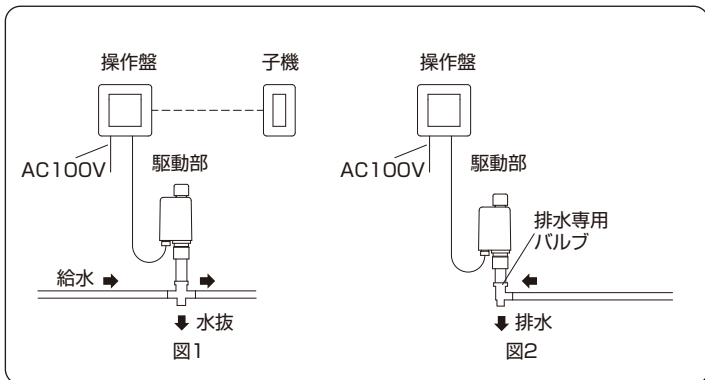 操作盤
子機
AC100V
駆動部
給水
水抜
図1
操作盤
AC100V
駆動部
排水専用
バルブ
排水
図2